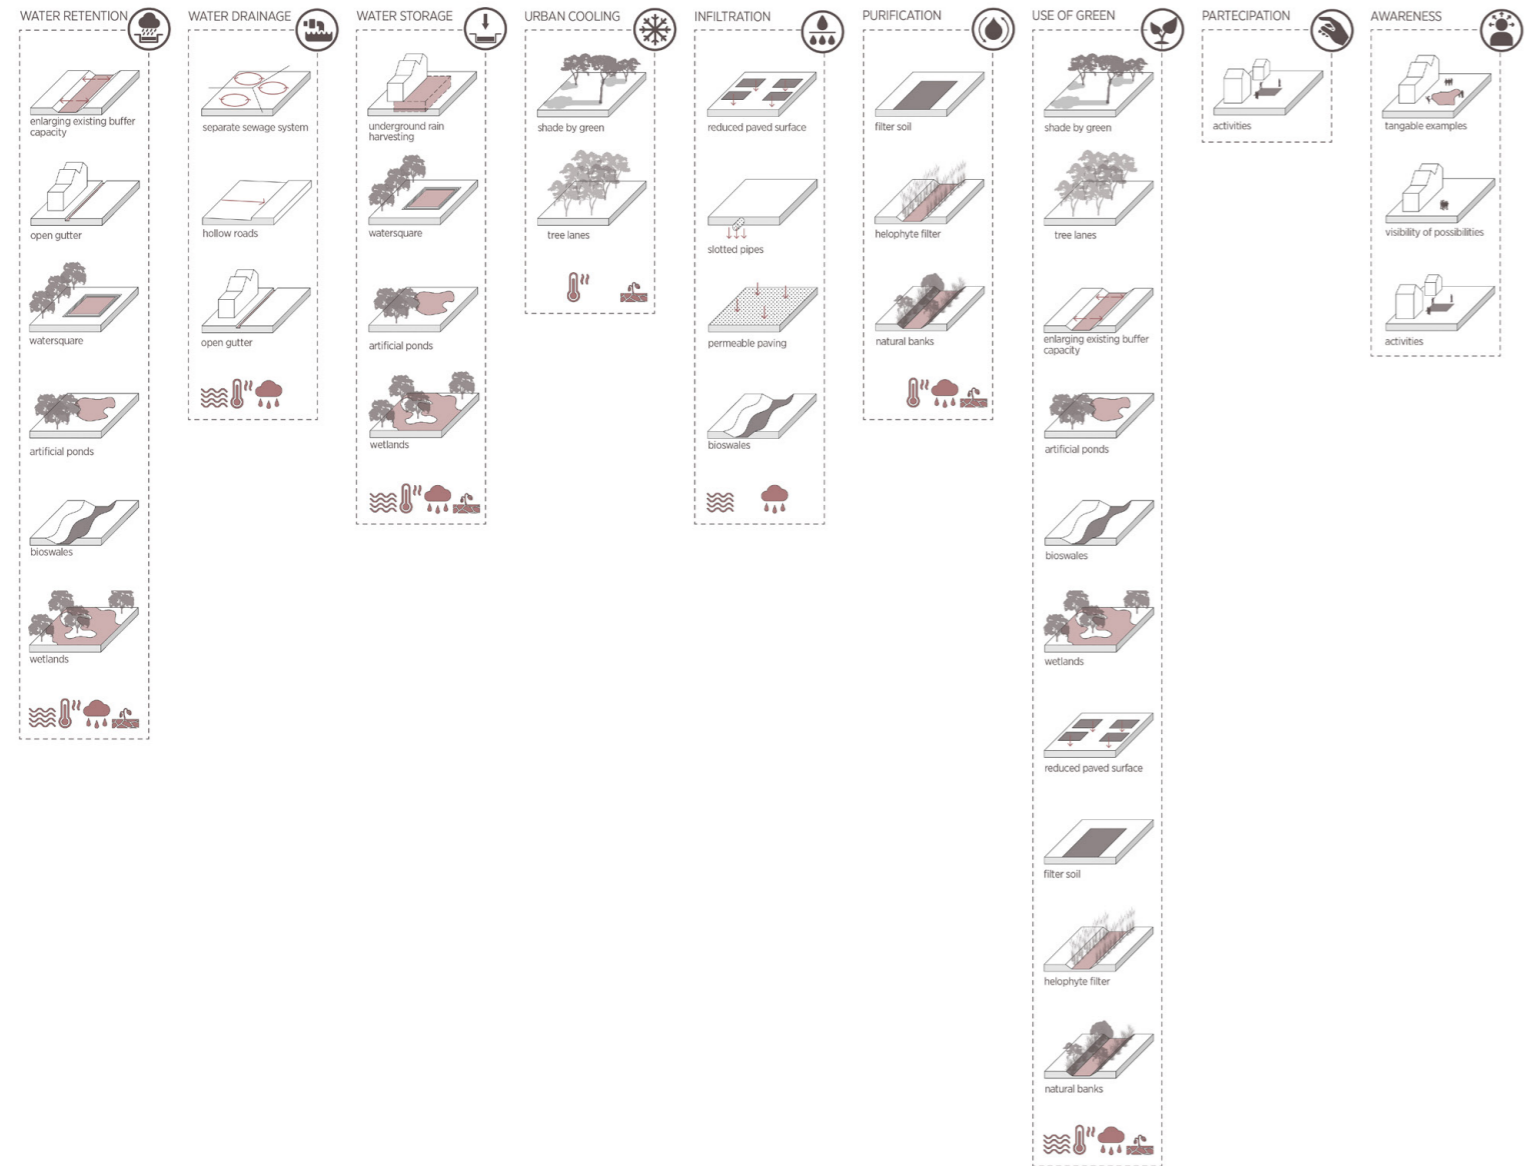 WATER RETENTION
enlarging existing buffer
capacity
open gutter
watersquare
artificial ponds
bioswales
wetlands
WATER DRAINAGE
separate sewage system
hollow roads
open gutter
WATER STORAGE
underground rain
harvesting
watersquare
artificial ponds
wetlands
URBAN COOLING
shade by green
tree lanes
INFILTRATION
reduced paved surface
slotted pipes
permeable paving
bioswales
PURIFICATION
filter soil
helophyte filter
natural banks
USE OF GREEN
shade by green
tree lanes
enlarging existing buffer
capacity
artificial ponds
bioswales
wetlands
reduced paved surface
filter soil
helophyte filter
natural banks
PARTECIPATION
activities
AWARENESS
tangable examples
visibility of possibilities
activities